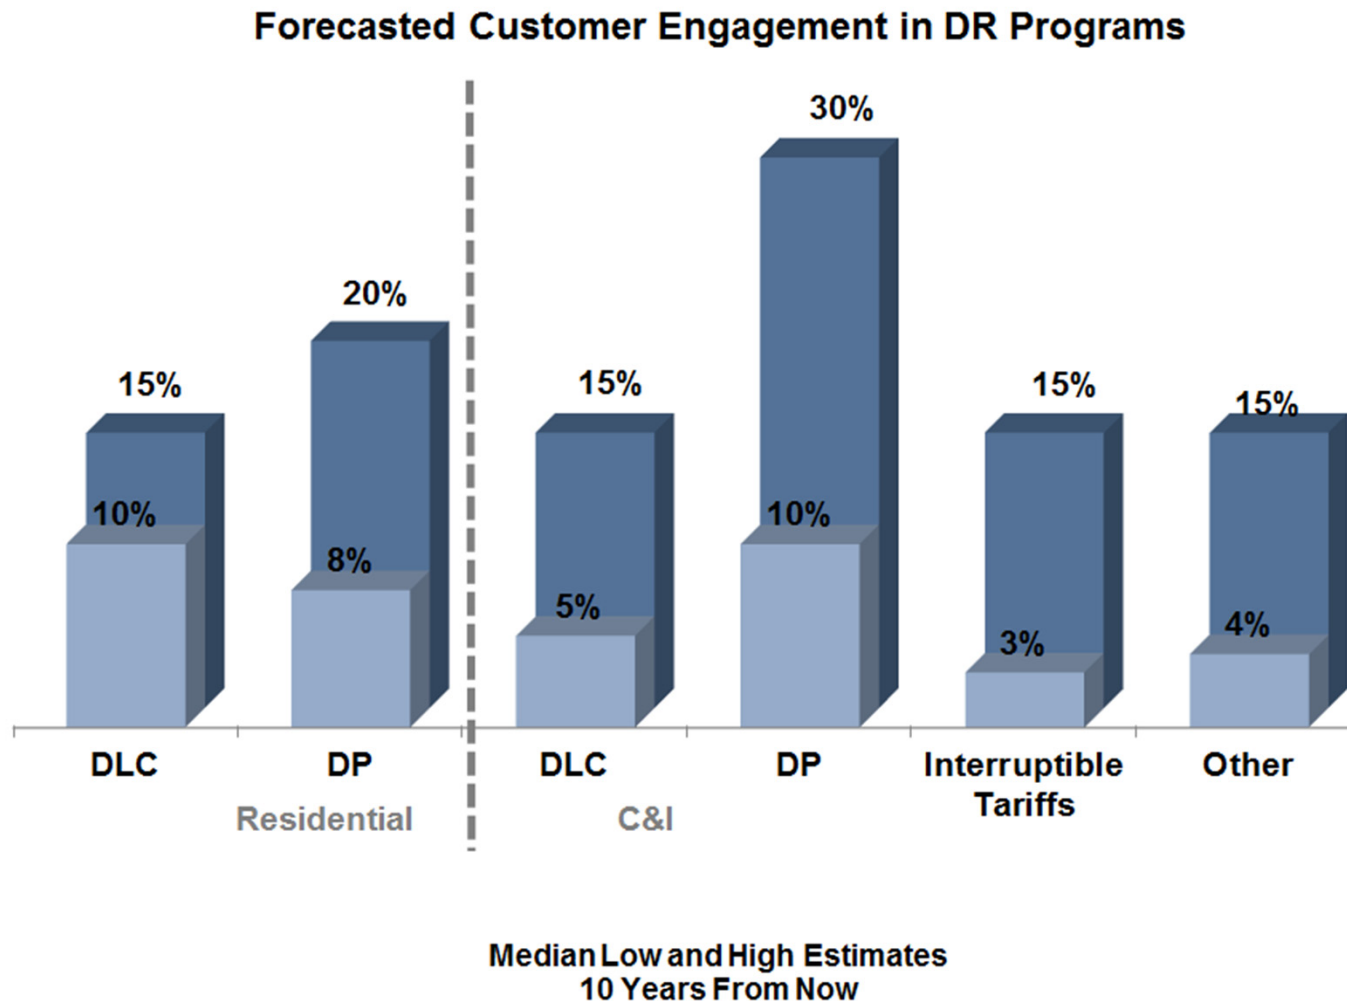 Forecasted Customer Engagement in DR Programs
30%
20%
15%
15%
15%
15%
10%
8%
5%
10%
3%
4%
DLC
DP
DLC
DP
Interruptible
Tariffs
Other
Residential
C&I
Median Low and High Estimates
10 Years From Now